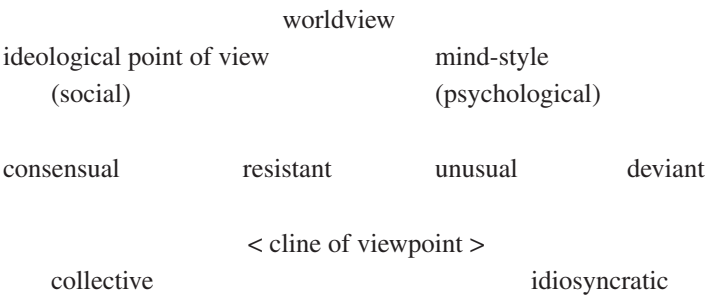 worldview
ideological point of view mind-style
(social) (psychological)
consensual resistant unusual deviant
< cline of viewpoint >
collective idiosyncratic